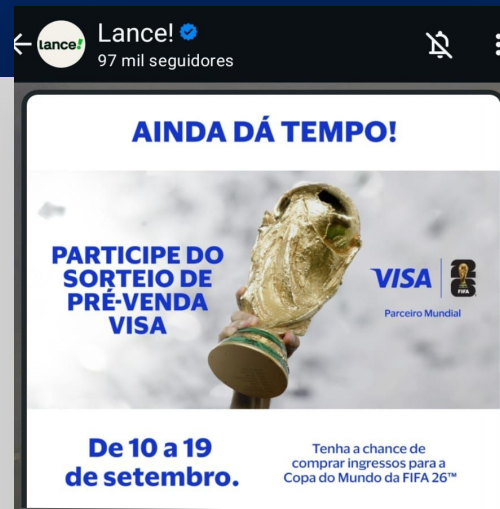 lance!
Lance!
97 mil seguidores
AINDA DÁ TEMPO!
PARTICIPE DO
SORTEIO DE
PRÉ-VENDA
VISA
VISA
26
FIFA
Parceiro Mundial
De 10 a 19
de setembro.
Tenha a chance de
comprar ingressos para a
Copa do Mundo da FIFA 26™